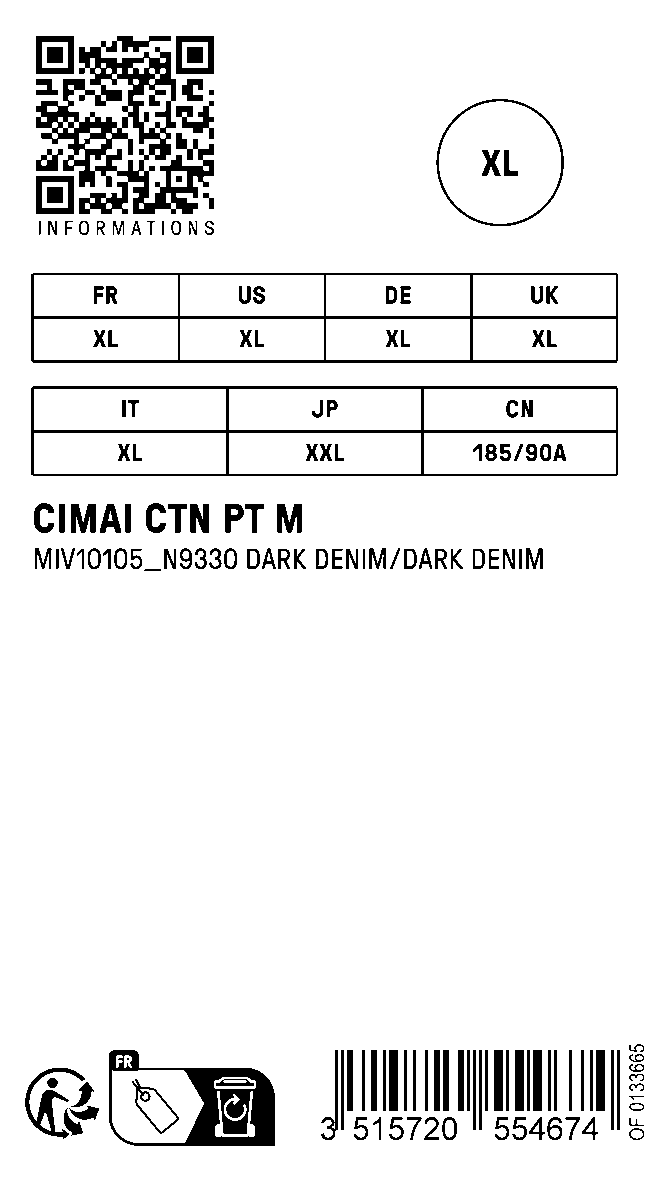 INFORMATIONS
XL
FR US DE UK
XL XL XL XL
IT JP CN
XL XXL 185/90A
CIMAI CTN PT M
MIV10105_N9330 DARK DENIM/DARK DENIM
FR
3 515720 554674
OF 0133665